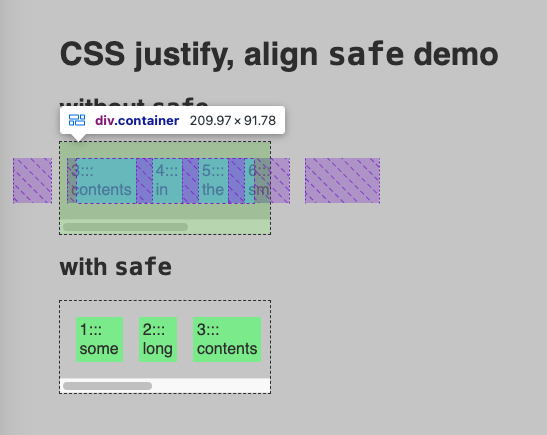 CSS justify, align safe demo
without safe
div.container 209.97 × 91.78
3::: 4::: 5::: 6:::
contents in the sm
with safe
1::: 2::: 3:::
some long contents